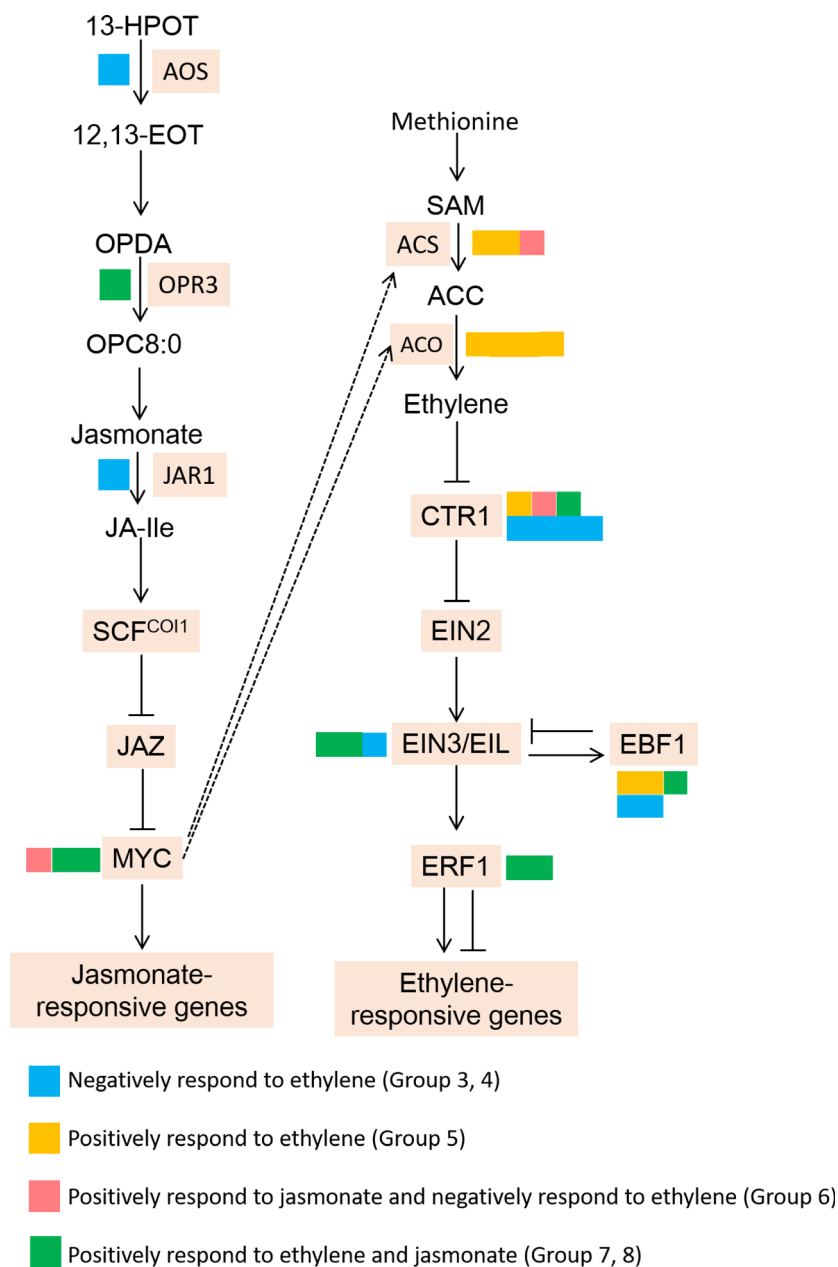 13-HPOT
AOS
12,13-EOT
OPDA
OPR3
OPC8:0
Jasmonate
JAR1
JA-Ile
SCFCOI1
JAZ
MYC
Jasmonate-
responsive genes
Methionine
SAM
ACS
ACC
ACO
Ethylene
CTR1
EIN2
EIN3/EIL
EBF1
ERF1
Ethylene-
responsive genes
Negatively respond to ethylene (Group 3, 4)
Positively respond to ethylene (Group 5)
Positively respond to jasmonate and negatively respond to ethylene (Group 6)
Positively respond to ethylene and jasmonate (Group 7, 8)